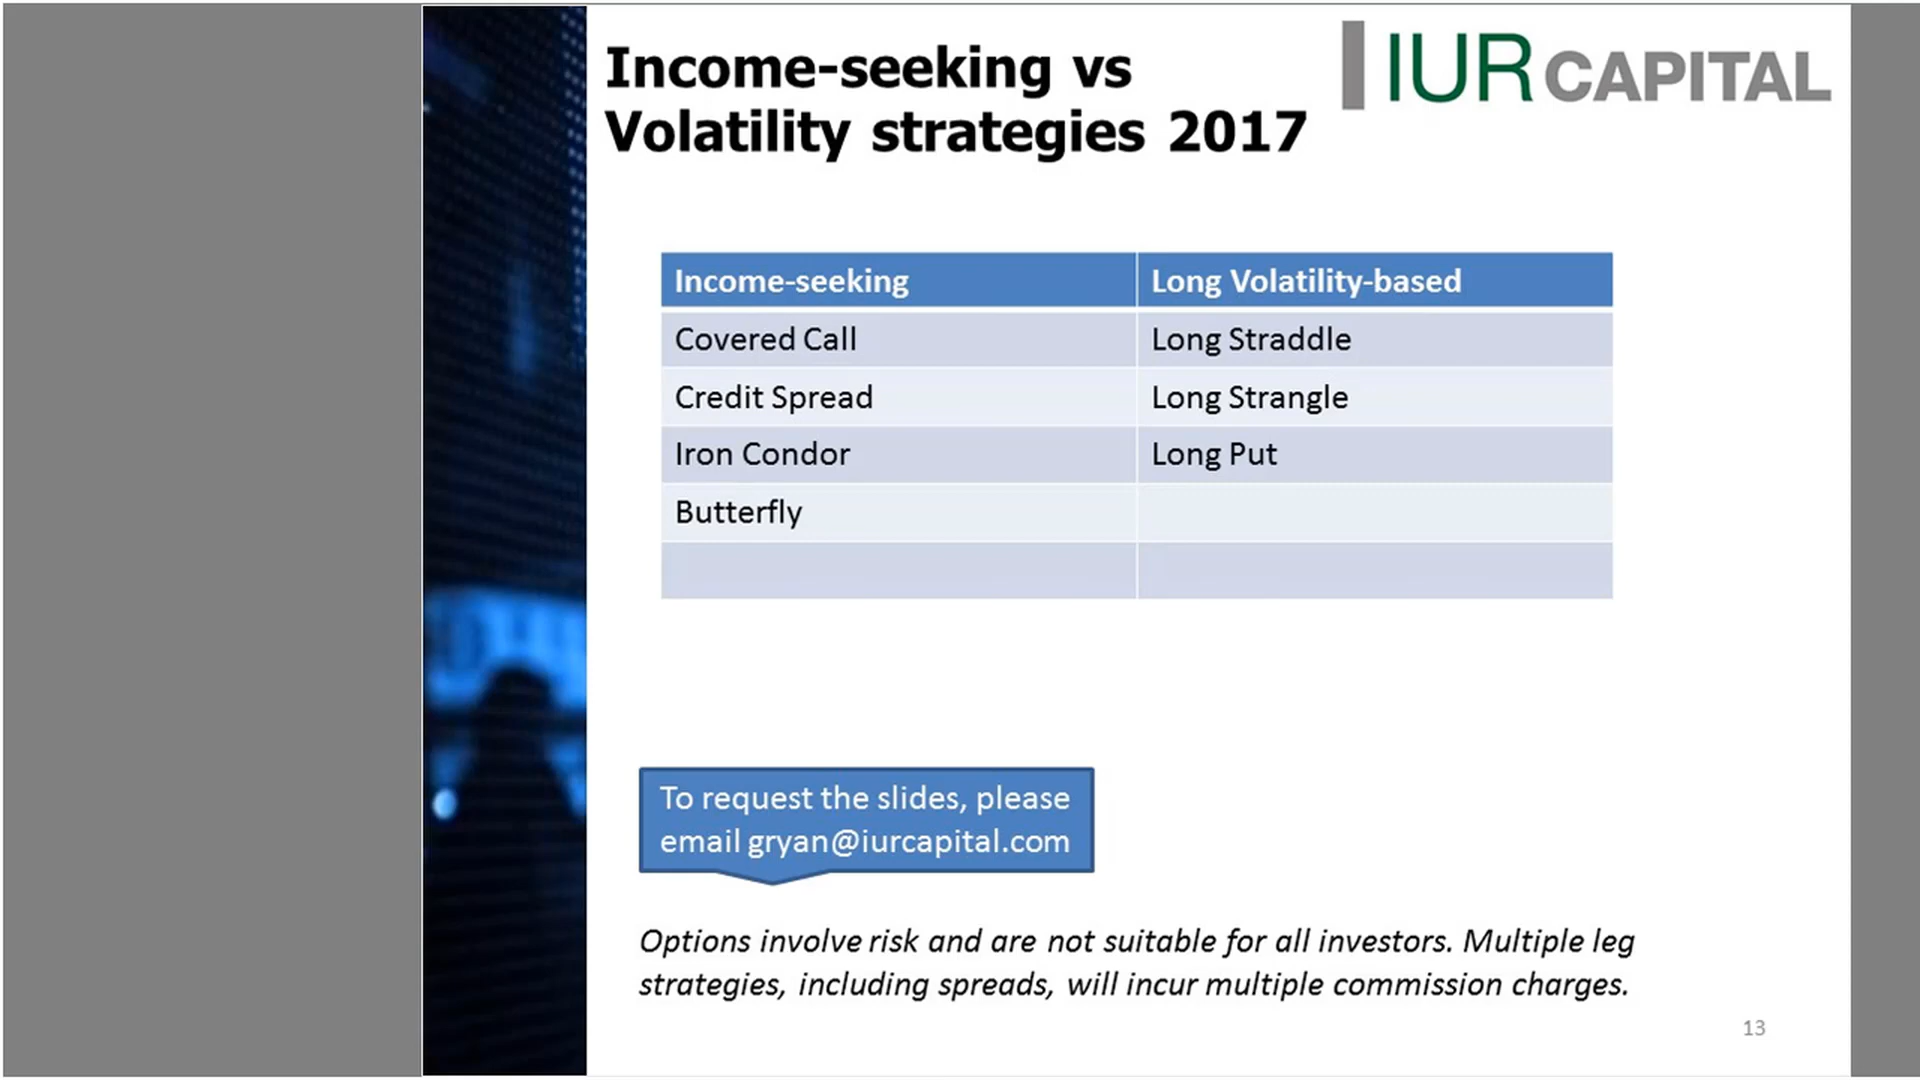 Income-seeking vs
Volatility strategies 2017
IUR CAPITAL
Income-seeking
Long Volatility-based
Covered Call
Long Straddle
Credit Spread
Long Strangle
Iron Condor
Long Put
Butterfly
To request the slides, please
email gryan@iurcapital.com
Options involve risk and are not suitable for all investors. Multiple leg
strategies, including spreads, will incur multiple commission charges.
13